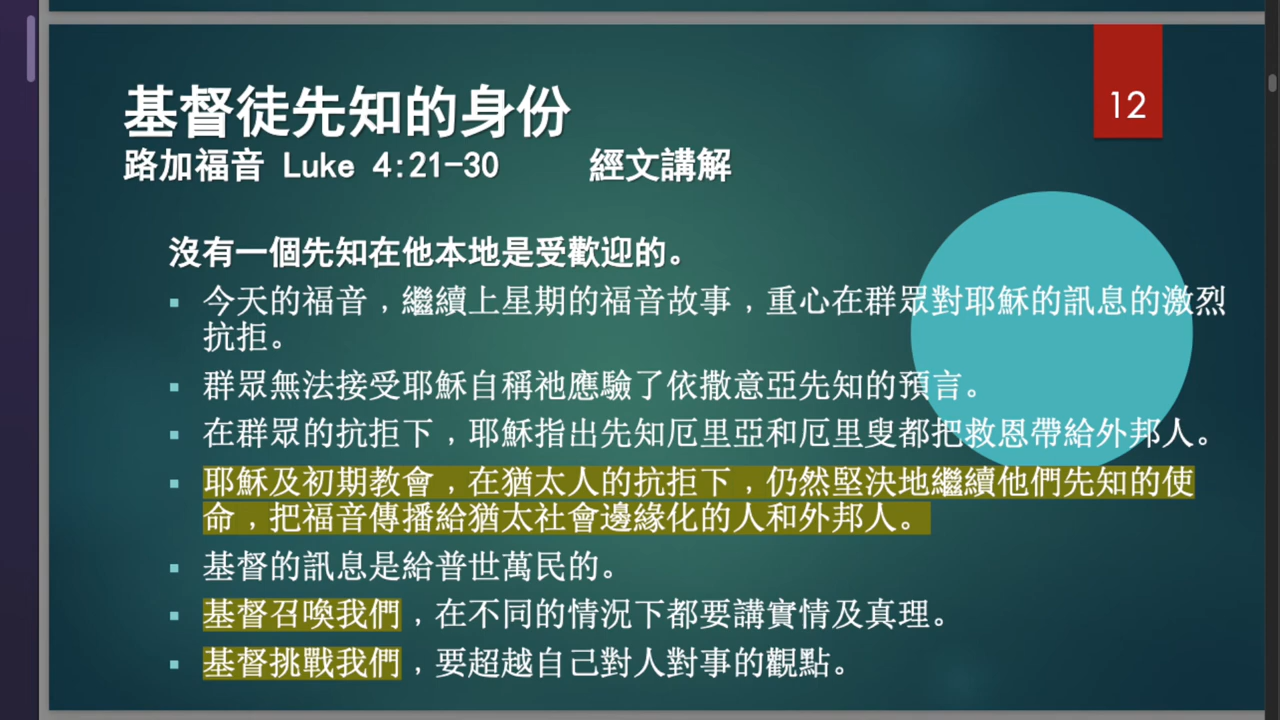 12
基督徒先知的身份
路加福音 Luke 4:21-30 經文講解
沒有一個先知在他本地是受歡迎的。
今天的福音，繼續上星期的福音故事，重心在群眾對耶穌的訊息的激烈
抗拒。
群眾無法接受耶穌自稱祂應驗了依撒意亞先知的預言。
在群眾的抗拒下，耶穌指出先知厄里亞和厄里叟都把救恩帶給外邦人。
耶穌及初期教會，在猶太人的抗拒下，仍然堅決地繼續他們先知的使
命，把福音傳播給猶太社會邊緣化的人和外邦人。
基督的訊息是給普世萬民的。
基督召喚我們，在不同的情況下都要講實情及真理。
基督挑戰我們，要超越自己對人對事的觀點。